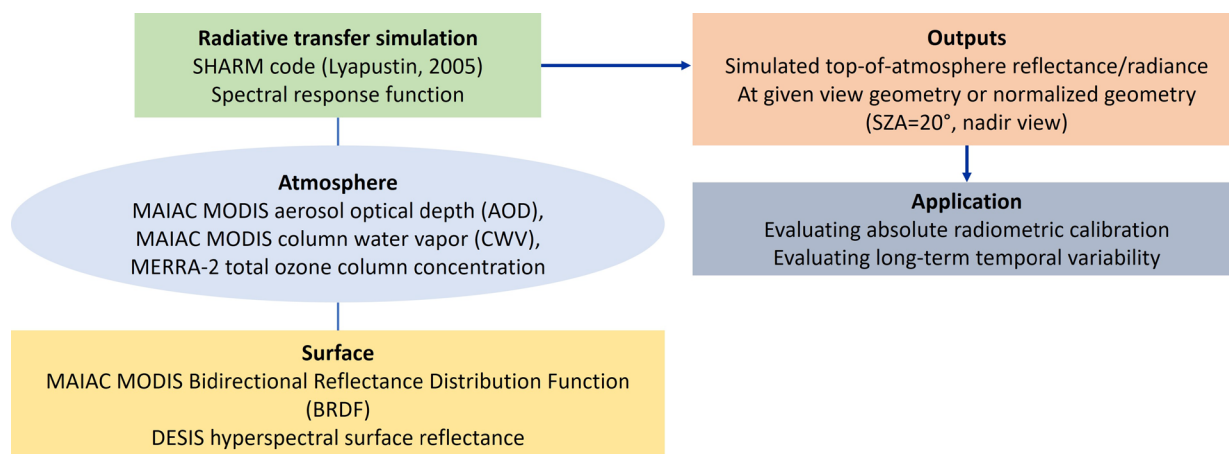 Radiative transfer simulation
SHARM code (Lyapustin, 2005)
Spectral response function
Outputs
Simulated top-of-atmosphere reflectance/radiance
At given view geometry or normalized geometry
(SZA=20°, nadir view)
Atmosphere
MAIAC MODIS aerosol optical depth (AOD),
MAIAC MODIS column water vapor (CWV),
MERRA-2 total ozone column concentration
Application
Evaluating absolute radiometric calibration
Evaluating long-term temporal variability
Surface
MAIAC MODIS Bidirectional Reflectance Distribution Function
(BRDF)
DESIS hyperspectral surface reflectance